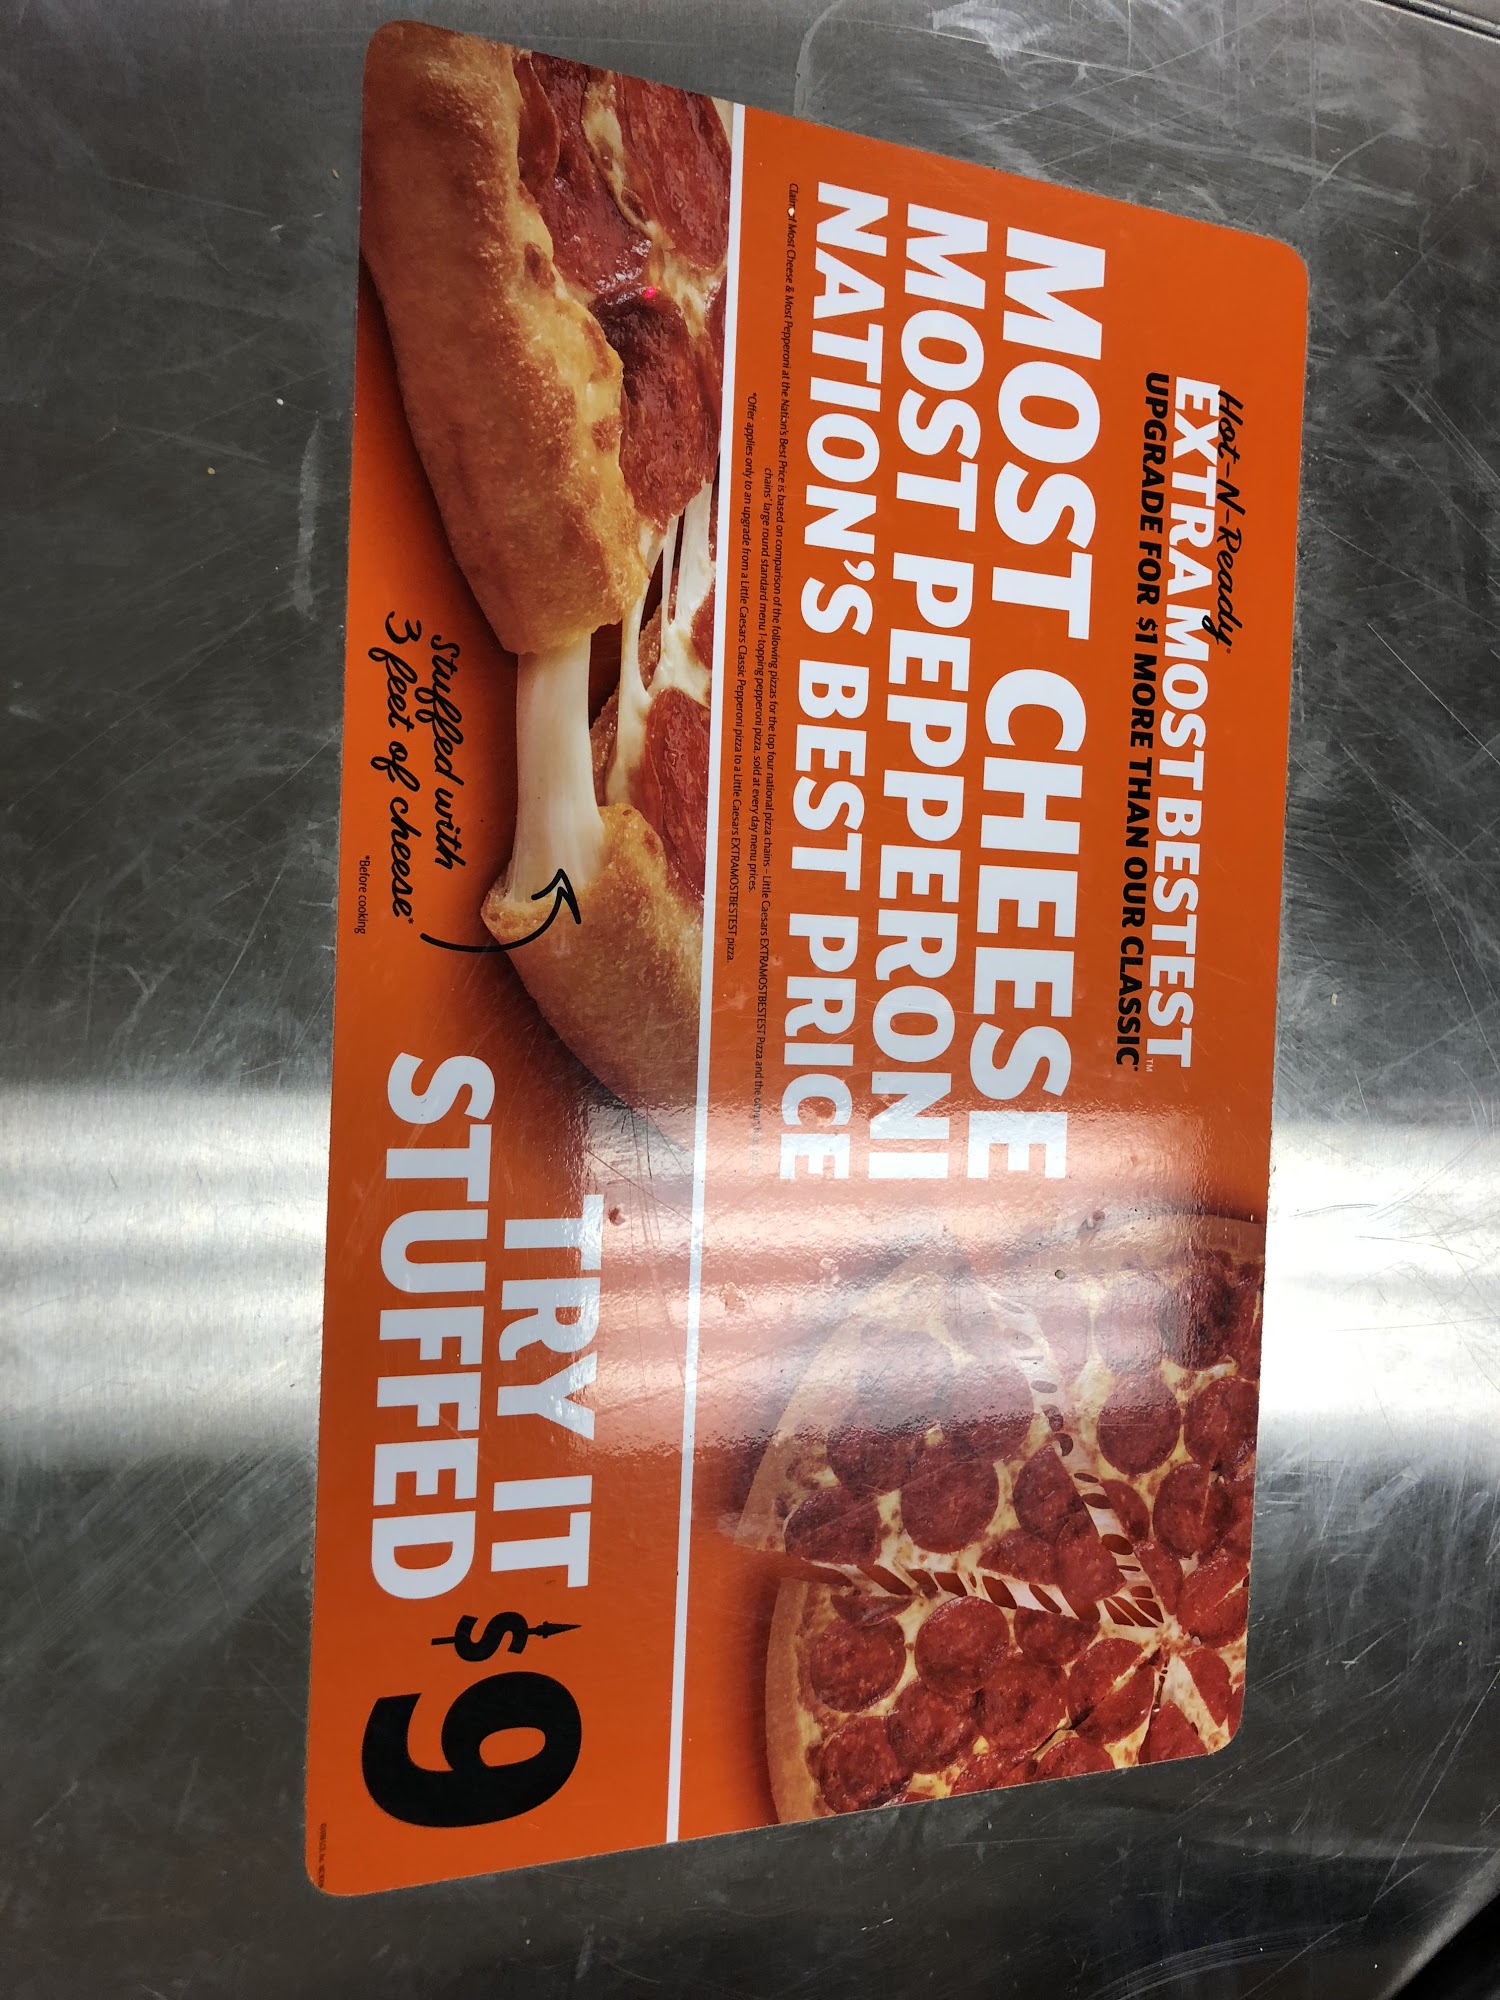 Hot-N-Ready®
EXTRAMOSTBESTEST™
UPGRADE FOR $1 MORE THAN OUR CLASSIC*
MOST CHEESE
MOST PEPPERONI
NATION'S BEST PRICE
Claim of Most Cheese & Most Pepperoni at the Nation's Best Price is based on comparison of the following pizzas for the top four national pizza chains – Little Caesars EXTRAMOSTBESTEST Pizza and the other
chains' large round standard menu 1-topping pepperoni pizza, sold at every day menu prices.
*Offer applies only to an upgrade from a Little Caesars Classic Pepperoni pizza to a Little Caesars EXTRAMOSTBESTEST pizza.
Stuffed with
3 feet of cheese*
*Before cooking
TRY IT
STUFFED
$9